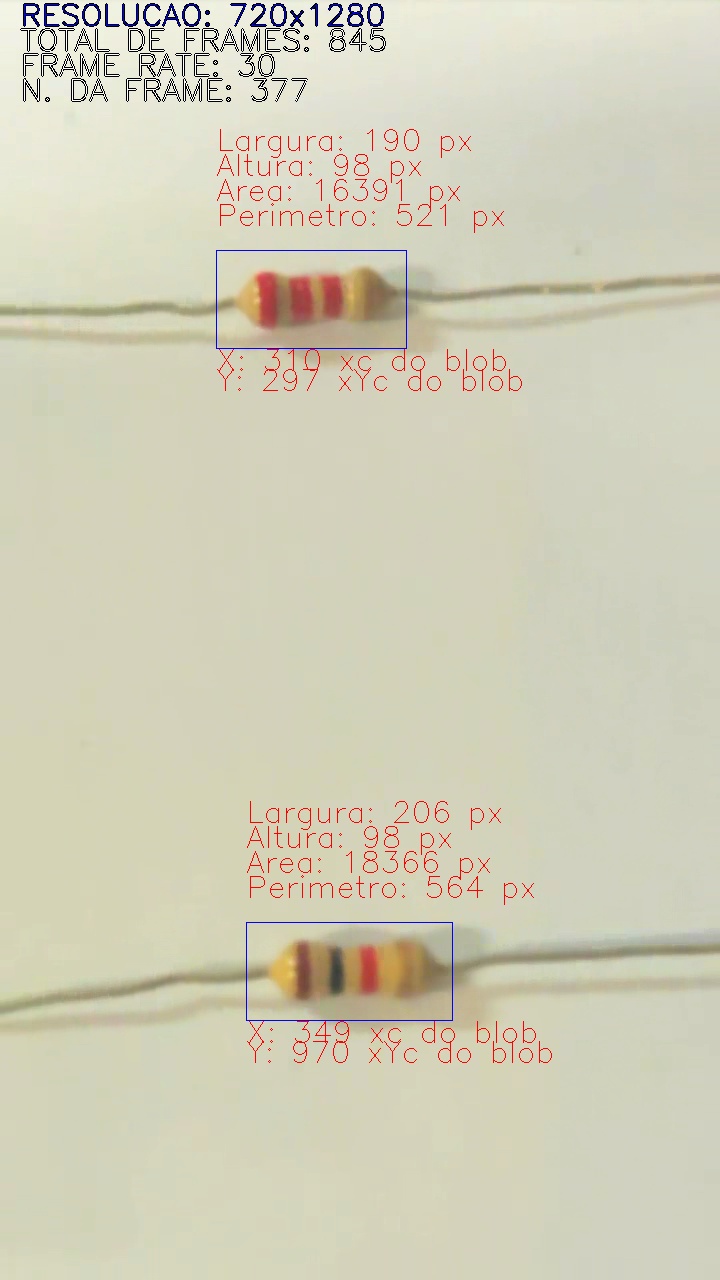 RESOLUCAO: 720x1280
TOTAL DE FRAMES: 845
FRAME RATE: 30
N. DA FRAME: 377
Largura: 190 px
Altura: 98 px
Area: 16391 px
Perimetro: 521 px
X: 310 xc do blob
Y: 297 xYc do blob
Largura: 206 px
Altura: 98 px
Area: 18366 px
Perimetro: 564 px
X: 349 xc do blob
Y: 970 xYc do blob